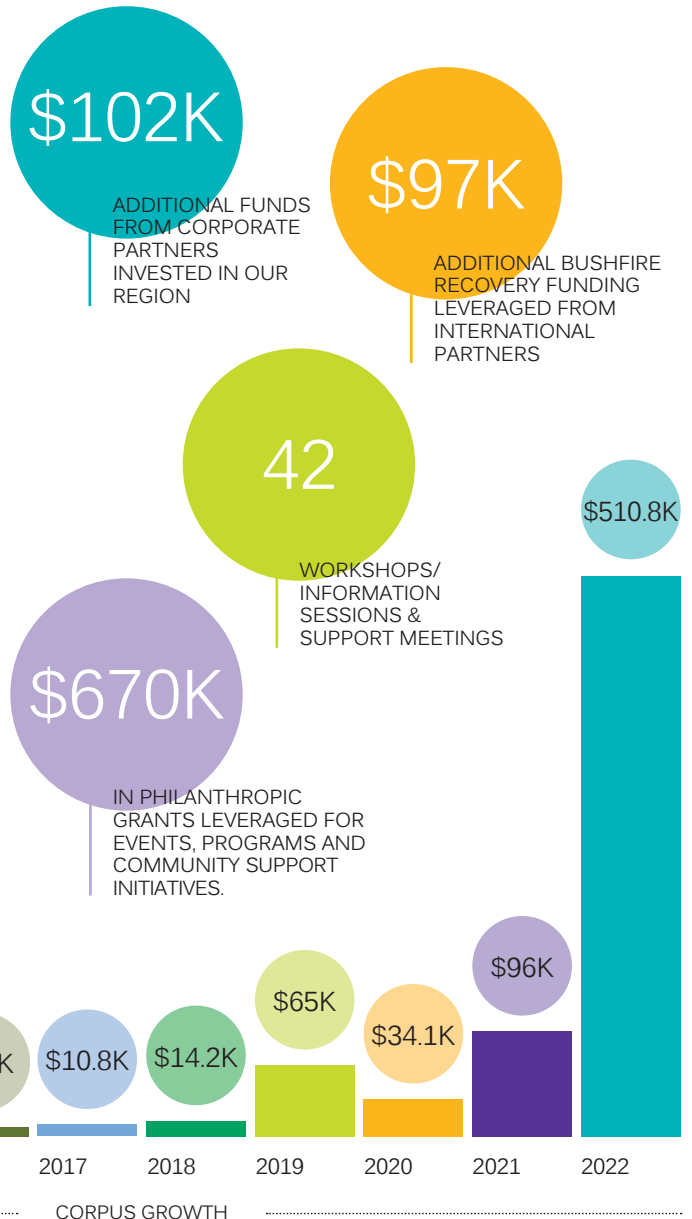 $102K
ADDITIONAL FUNDS
FROM CORPORATE
PARTNERS
INVESTED IN OUR
REGION
$97K
ADDITIONAL BUSHFIRE
RECOVERY FUNDING
LEVERAGED FROM
INTERNATIONAL
PARTNERS
42
WORKSHOPS/
INFORMATION
SESSIONS &
SUPPORT MEETINGS
$670K
IN PHILANTHROPIC
GRANTS LEVERAGED FOR
EVENTS, PROGRAMS AND
COMMUNITY SUPPORT
INITIATIVES.
K
$10.8K
$14.2K
$65K
$34.1K
$96K
$510.8K
2017
2018
2019
2020
2021
2022
CORPUS GROWTH